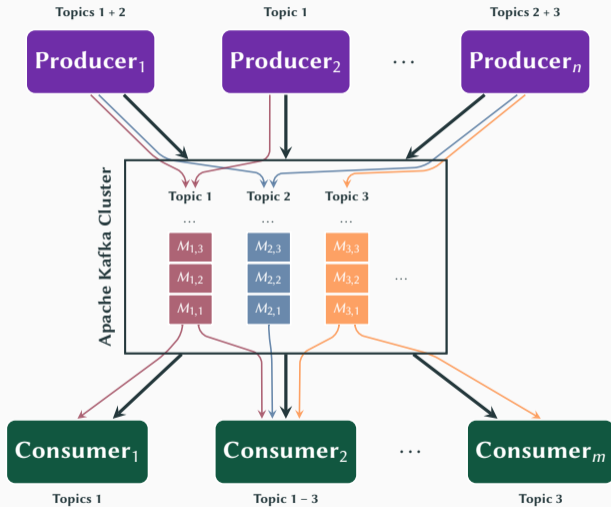 Topics 1 + 2
Topic 1
Topics 2 + 3
Producer₁
Producer₂
...
Producerₙ
Apache Kafka Cluster
Topic 1
Topic 2
Topic 3
...
...
...
M₁,₃
M₂,₃
M₃,₃
M₁,₂
M₂,₂
M₃,₂
...
M₁,₁
M₂,₁
M₃,₁
Consumer₁
Consumer₂
...
Consumerₘ
Topics 1
Topic 1 – 3
Topic 3